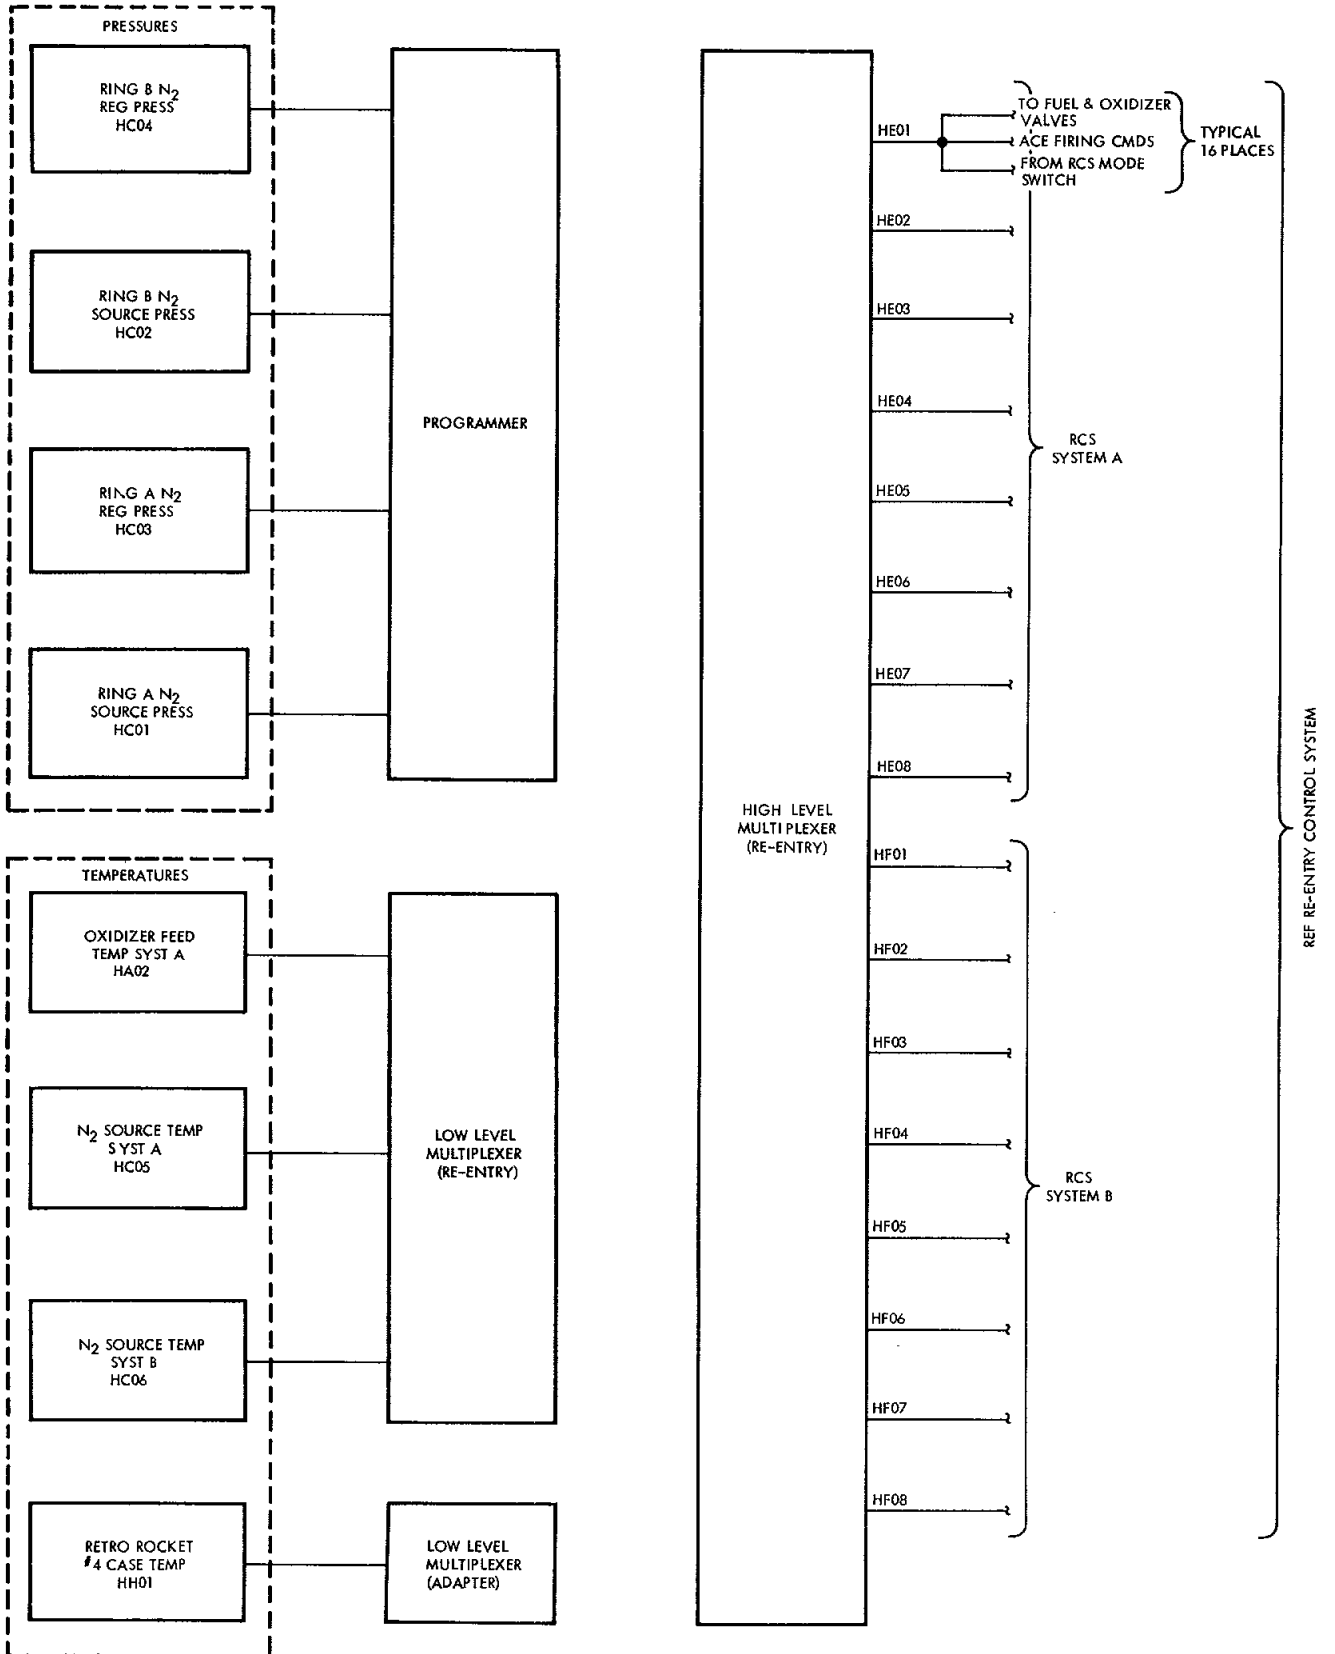 PRESSURES
RING B N2
REG PRESS
HC04
RING B N2
SOURCE PRESS
HC02
RING A N2
REG PRESS
HC03
RING A N2
SOURCE PRESS
HC01
PROGRAMMER
TEMPERATURES
OXIDIZER FEED
TEMP SYST A
HA02
N2 SOURCE TEMP
SYST A
HC05
N2 SOURCE TEMP
SYST B
HC06
RETRO ROCKET
#4 CASE TEMP
HH01
LOW LEVEL
MULTIPLEXER
(RE-ENTRY)
LOW LEVEL
MULTIPLEXER
(ADAPTER)
HIGH LEVEL
MULTIPLEXER
(RE-ENTRY)
HE01
TO FUEL & OXIDIZER
VALVES
ACE FIRING CMDS
FROM RCS MODE
SWITCH
TYPICAL
16 PLACES
HE02
HE03
HE04
HE05
HE06
HE07
HE08
RCS
SYSTEM A
HF01
HF02
HF03
HF04
HF05
HF06
HF07
HF08
RCS
SYSTEM B
REF RE-ENTRY CONTROL SYSTEM